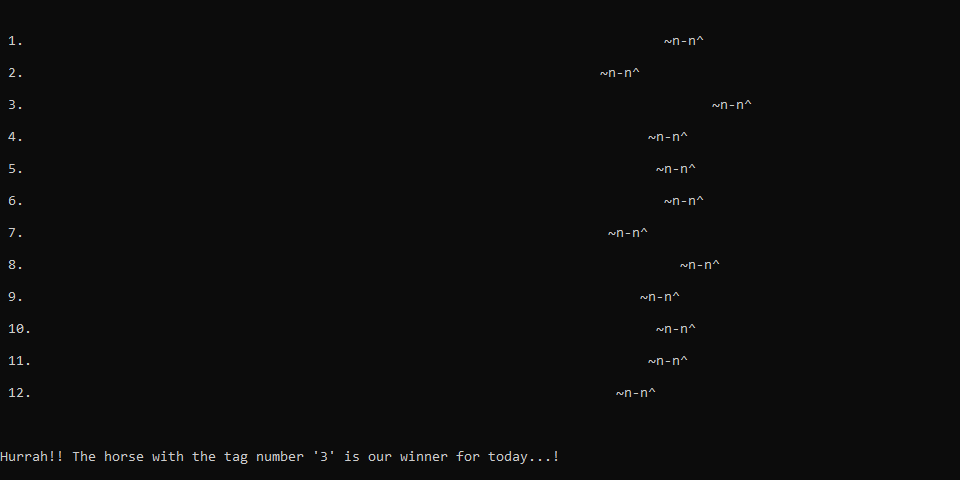 1. ~n-n^
2. ~n-n^
3. ~n-n^
4. ~n-n^
5. ~n-n^
6. ~n-n^
7. ~n-n^
8. ~n-n^
9. ~n-n^
10. ~n-n^
11. ~n-n^
12. ~n-n^
Hurrah!! The horse with the tag number '3' is our winner for today...!